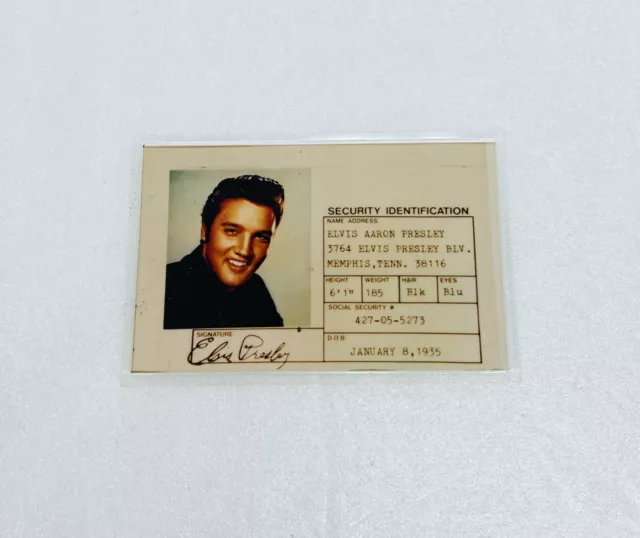 SECURITY IDENTIFICATION
NAME ADDRESS
ELVIS AARON PRESLEY
3764 ELVIS PRESLEY BLV.
MEMPHIS,TENN. 38116
HEIGHT WEIGHT HAIR EYES
6'1" 185 Blk Blu
SOCIAL SECURITY #
427-05-5273
SIGNATURE
Elvis Presley
D.O.B
JANUARY 8,1935